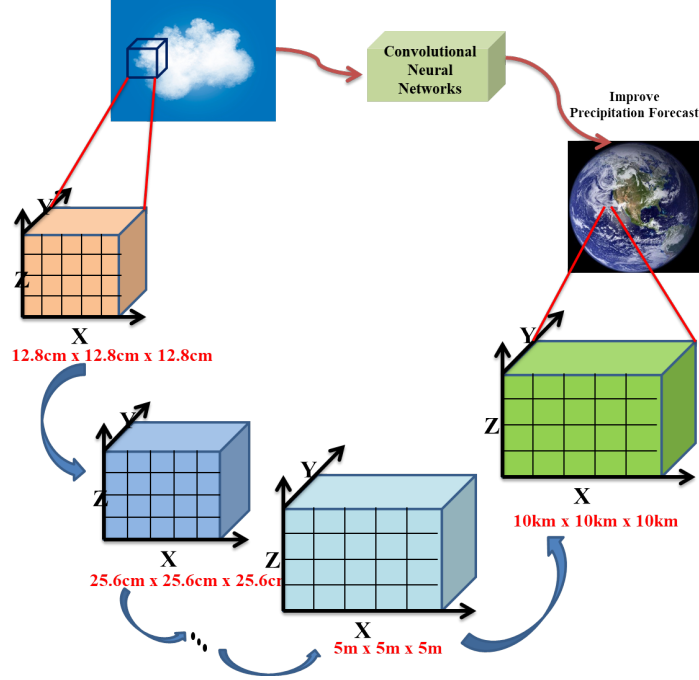 Convolutional
Neural
Networks
Improve
Precipitation Forecast
Y
Z
X
12.8cm x 12.8cm x 12.8cm
Y
Z
X
25.6cm x 25.6cm x 25.6cm
Y
Z
X
5m x 5m x 5m
Y
Z
X
10km x 10km x 10km